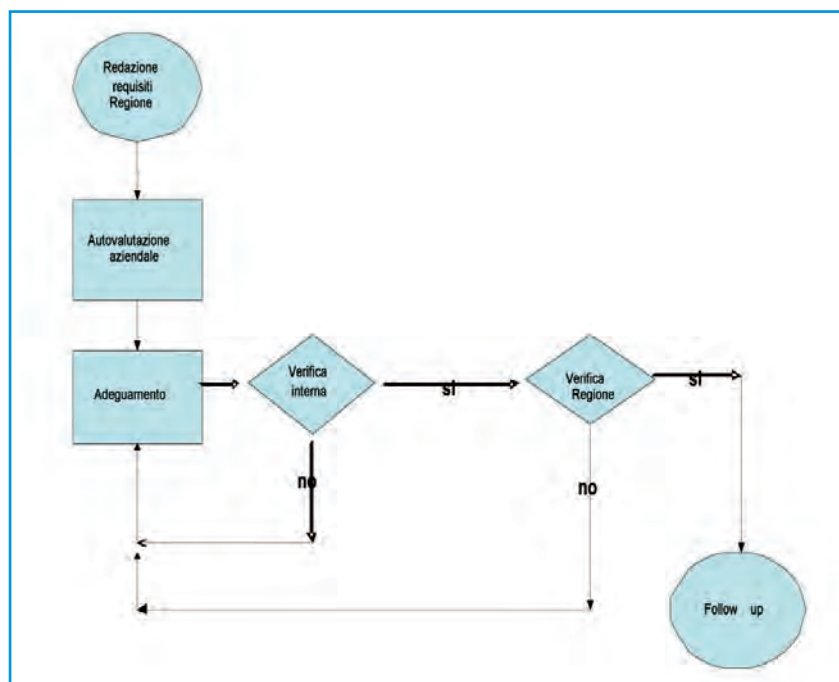 Redazione
requisiti
Regione
Autovalutazione
aziendale
Adeguamento
Verifica
interna
si
Verifica
Regione
si
no
no
Follow up